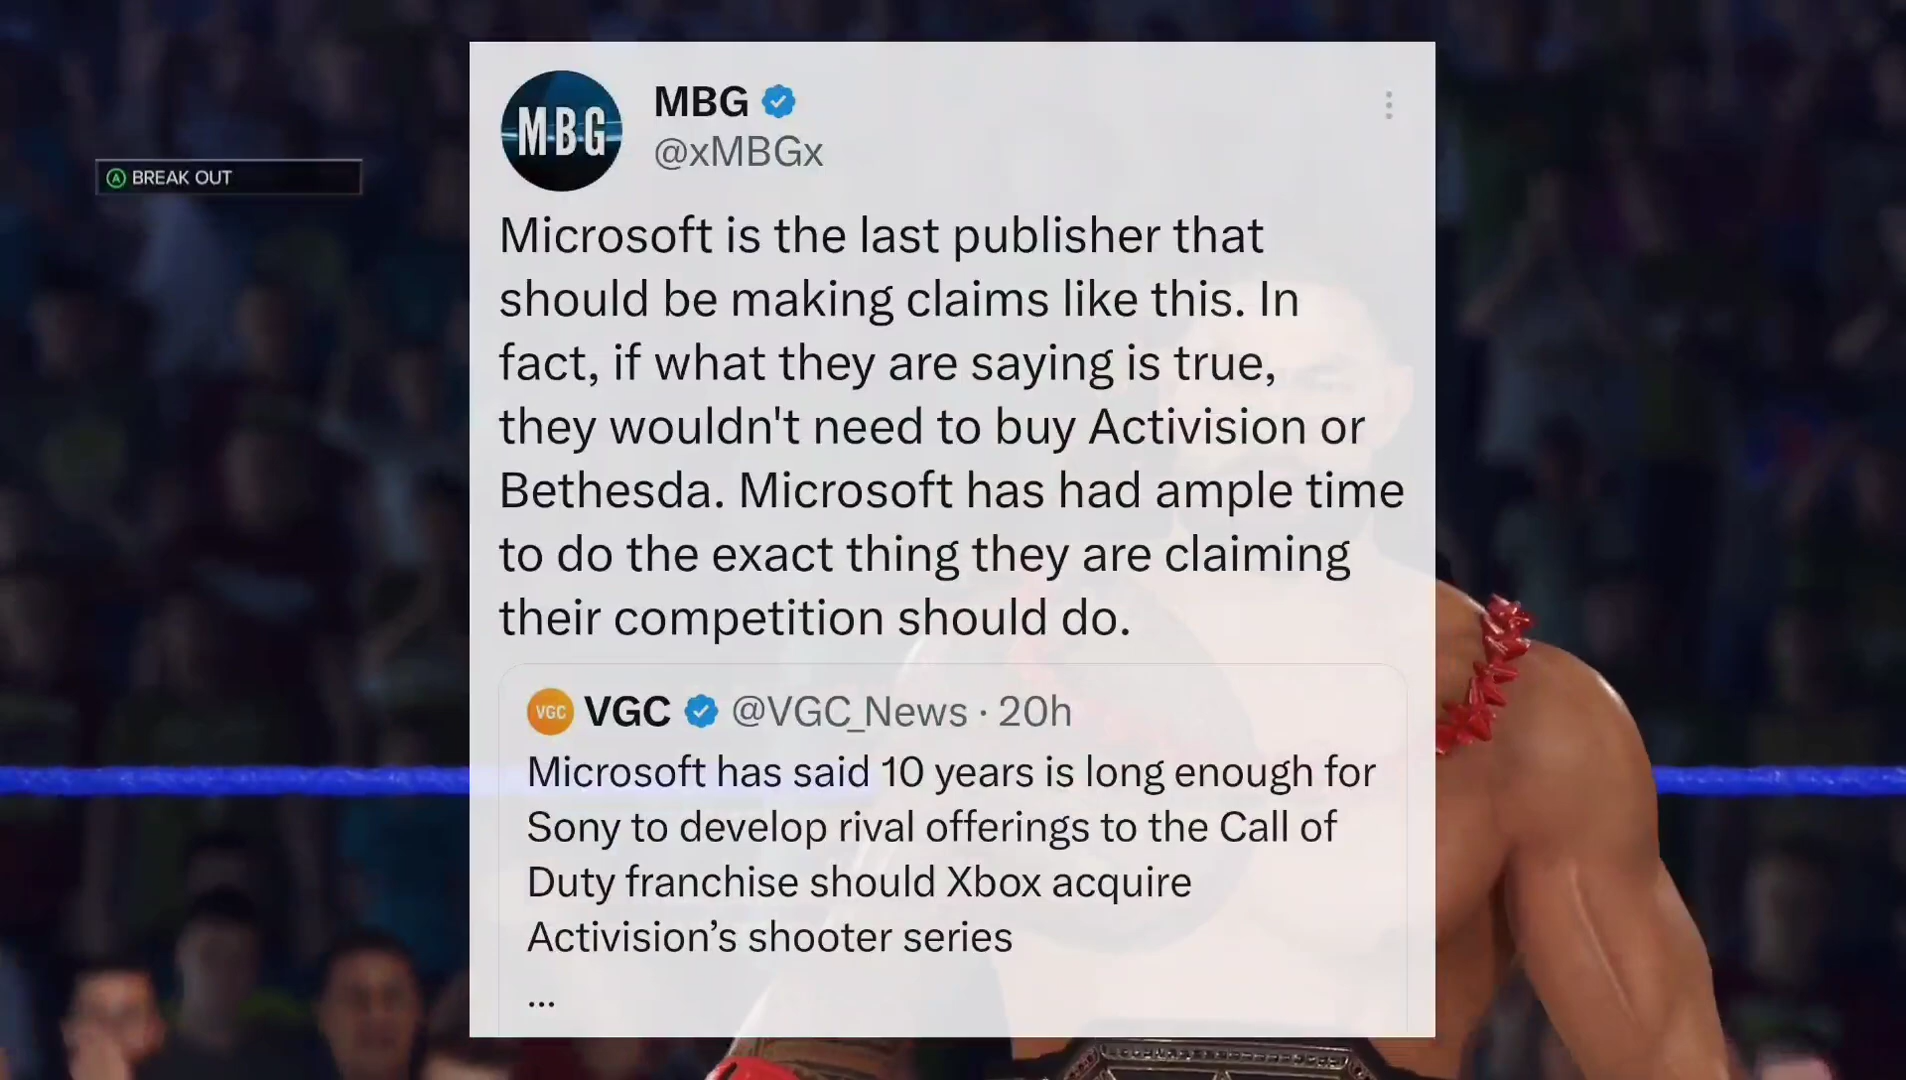 MBG
MBG
@xMBGx
BREAK OUT
A
Microsoft is the last publisher that
should be making claims like this. In
fact, if what they are saying is true,
they wouldn't need to buy Activision or
Bethesda. Microsoft has had ample time
to do the exact thing they are claiming
their competition should do.
VGC
VGC @VGC_News · 20h
Microsoft has said 10 years is long enough for
Sony to develop rival offerings to the Call of
Duty franchise should Xbox acquire
Activision’s shooter series
...